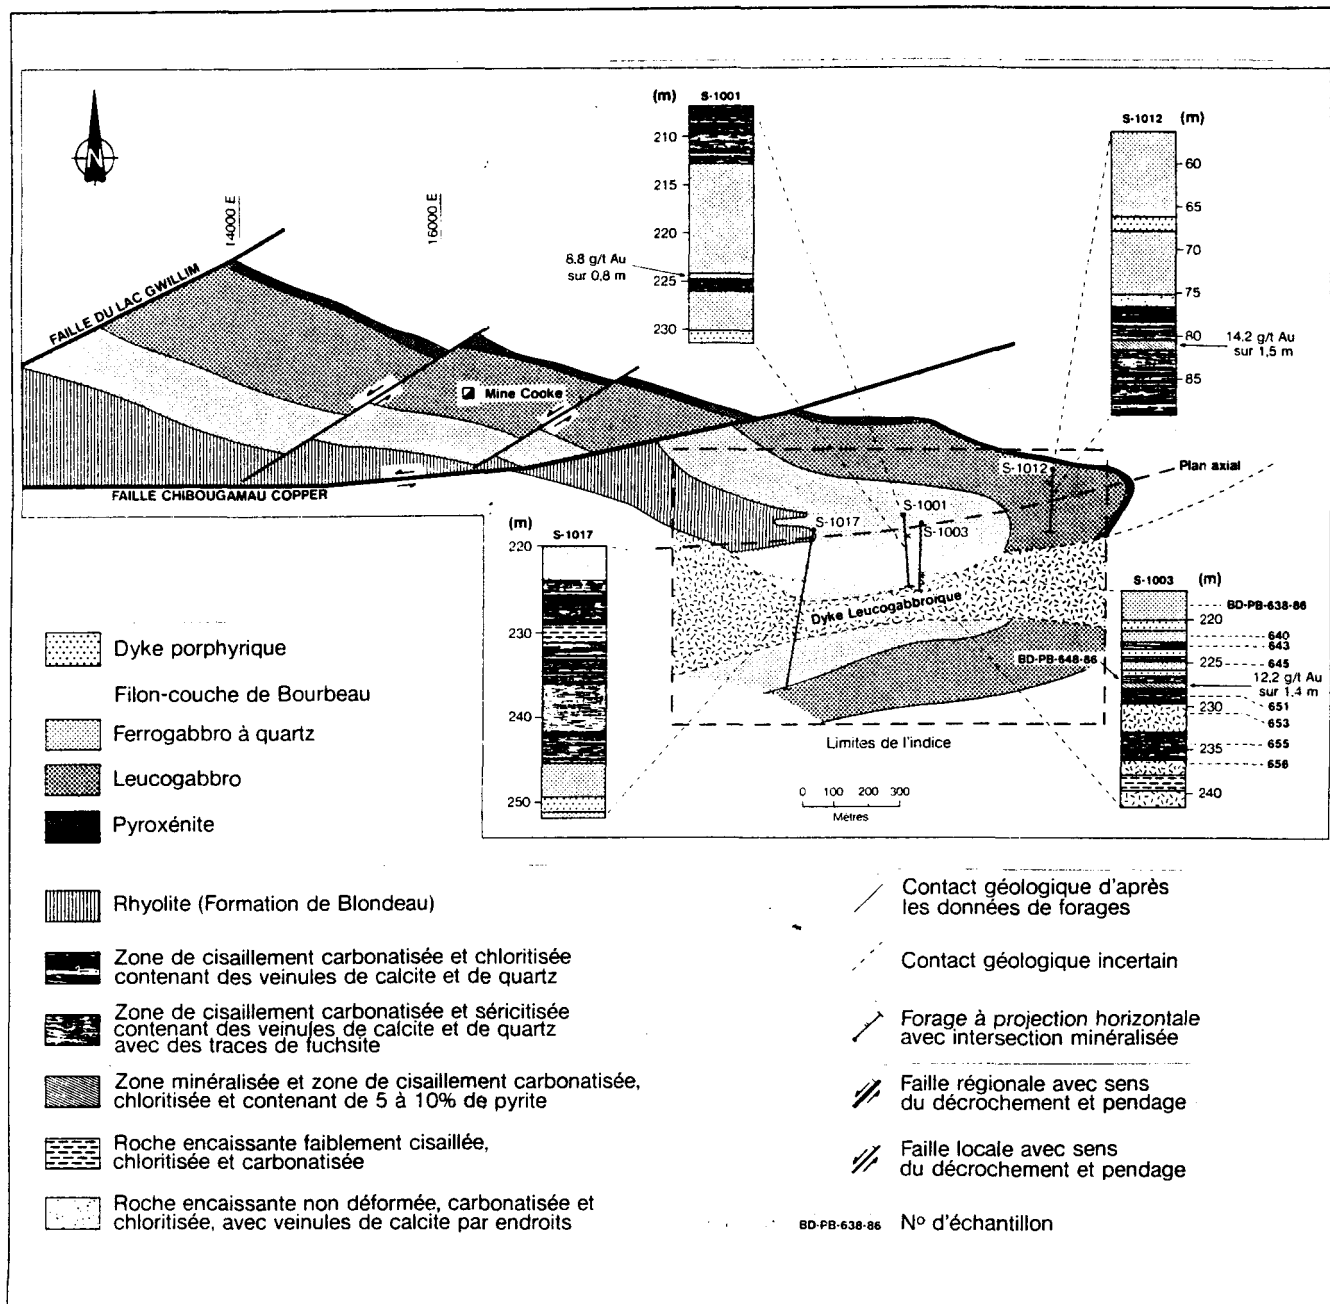 N
14000 E
16000 E
(m)
S-1001
210
215
220
225
230
8.8 g/t Au
sur 0,8 m
S-1012
(m)
60
65
70
75
80
85
14.2 g/t Au
sur 1,5 m
FAILLE DU LAC GWILLIM
Mine Cooke
FAILLE CHIBOUGAMAU COPPER
S-1012
Plan axial
S-1001
S-1003
S-1017
Dyke Leucogabbroïque
BD-PB-648-86
Limites de l'indice
0 100 200 300
Mètres
(m)
S-1017
220
230
240
250
S-1003
(m)
BD-PB-638-86
220
640
643
225
645
12,2 g/t Au
sur 1,4 m
651
230
653
655
235
656
240
Dyke porphyrique
Filon-couche de Bourbeau
Ferrogabbro à quartz
Leucogabbro
Pyroxénite
Rhyolite (Formation de Blondeau)
Zone de cisaillement carbonatisée et chloritisée
contenant des veinules de calcite et de quartz
Zone de cisaillement carbonatisée et séricitisée
contenant des veinules de calcite et de quartz
avec des traces de fuchsite
Zone minéralisée et zone de cisaillement carbonatisée,
chloritisée et contenant de 5 à 10% de pyrite
Roche encaissante faiblement cisaillée,
chloritisée et carbonatisée
Roche encaissante non déformée, carbonatisée et
chloritisée, avec veinules de calcite par endroits
Contact géologique d'après
les données de forages
Contact géologique incertain
Forage à projection horizontale
avec intersection minéralisée
Faille régionale avec sens
du décrochement et pendage
Faille locale avec sens
du décrochement et pendage
BD-PB-638-86 Nº d'échantillon